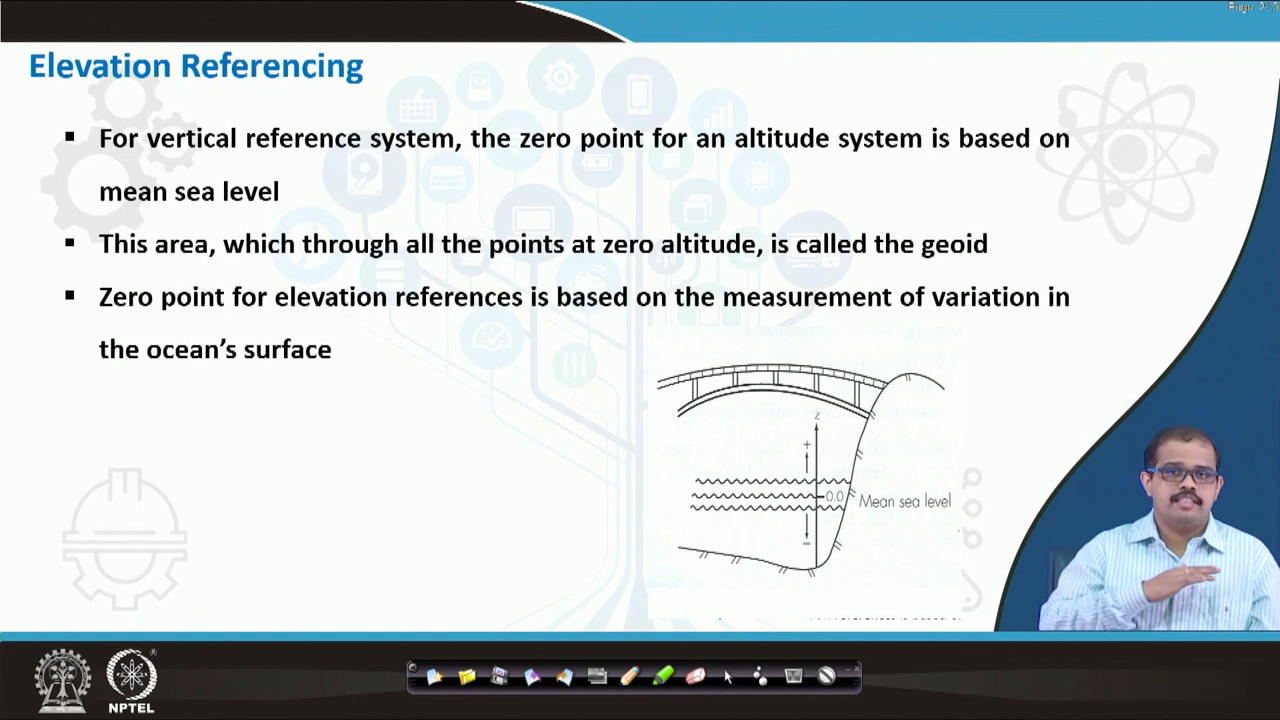 Elevation Referencing
▪ For vertical reference system, the zero point for an altitude system is based on
mean sea level
▪ This area, which through all the points at zero altitude, is called the geoid
▪ Zero point for elevation references is based on the measurement of variation in
the ocean's surface
z
+
0.0
Mean sea level
−
NPTEL